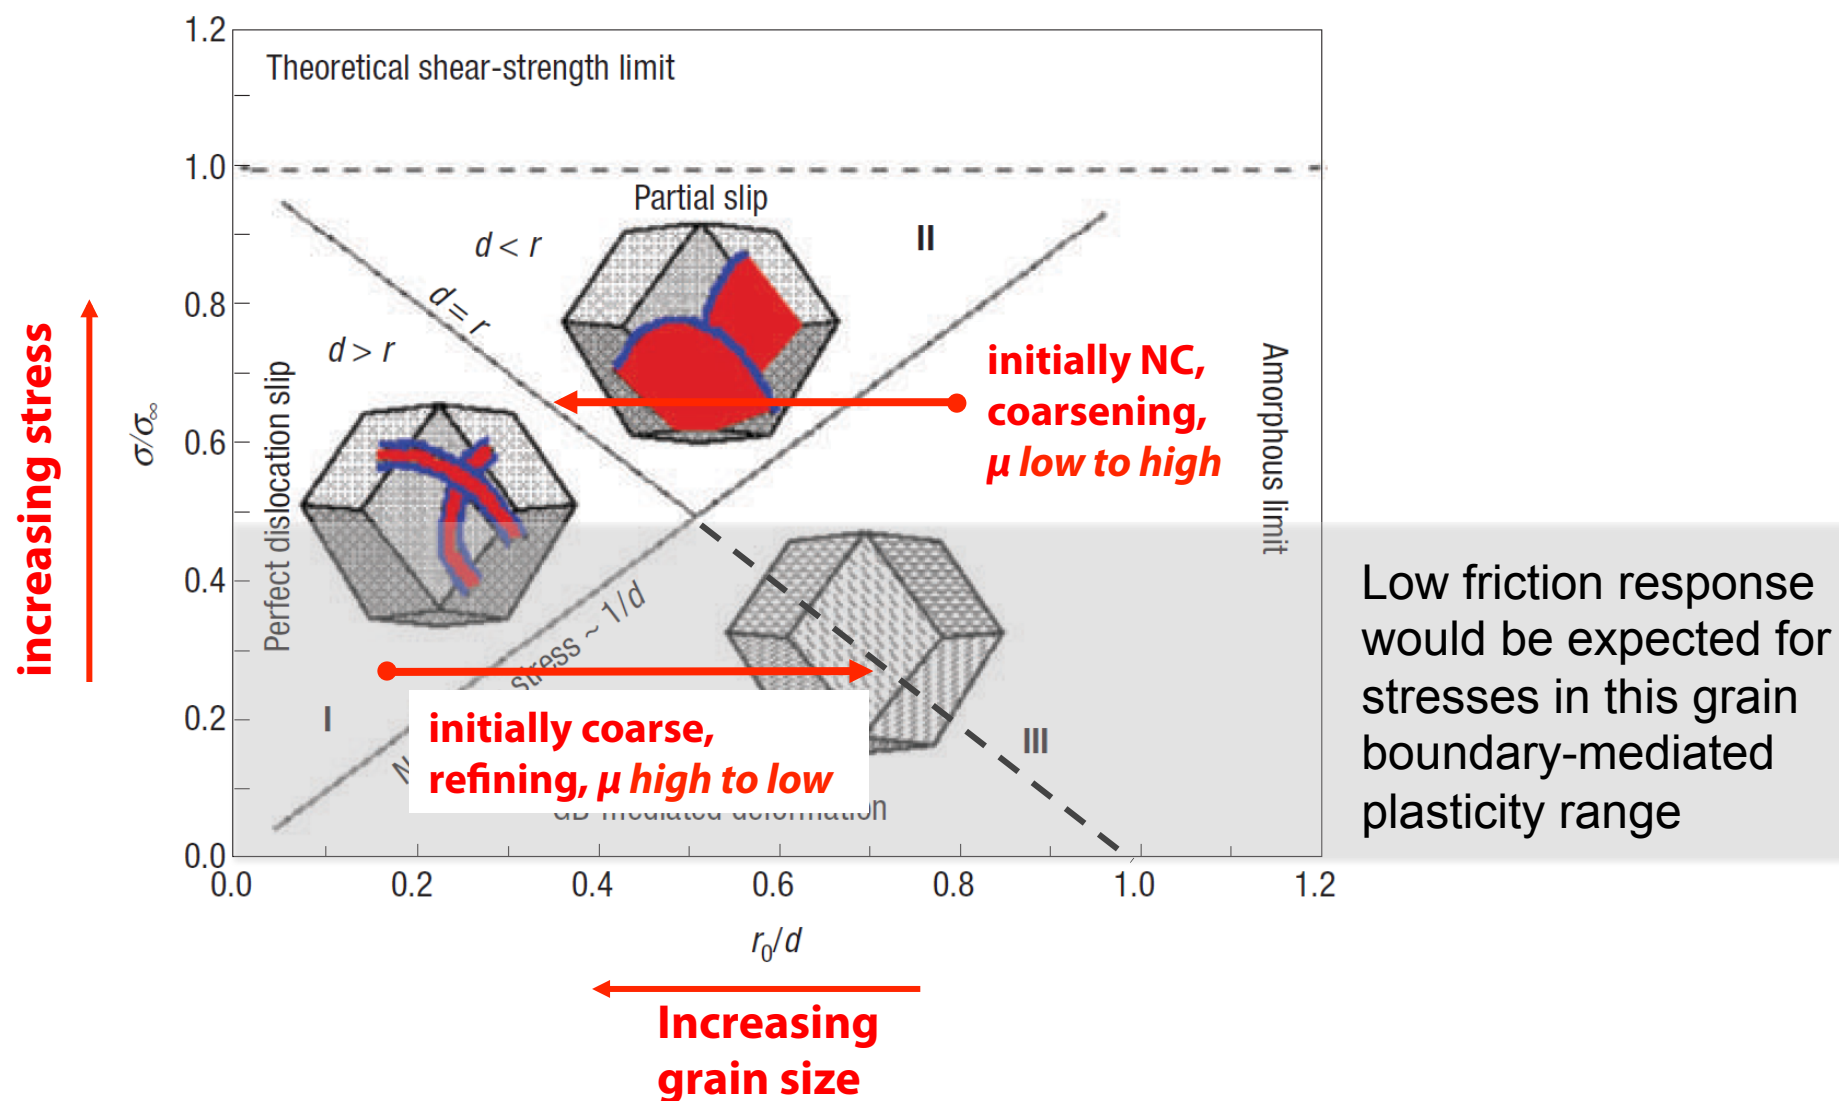 1.2
Theoretical shear-strength limit
1.0
Partial slip
d < r
II
d = r
0.8
d > r
increasing stress
σ/σ∞
Perfect dislocation slip
initially NC,
coarsening,
μ low to high
Amorphous limit
0.6
0.4
Low friction response
would be expected for
stresses in this grain
boundary-mediated
plasticity range
Stress ~ 1/d
I
initially coarse,
refining, μ high to low
III
0.2
deformation
0.0
0.0 0.2 0.4 0.6 0.8 1.0 1.2
r₀/d
Increasing
grain size